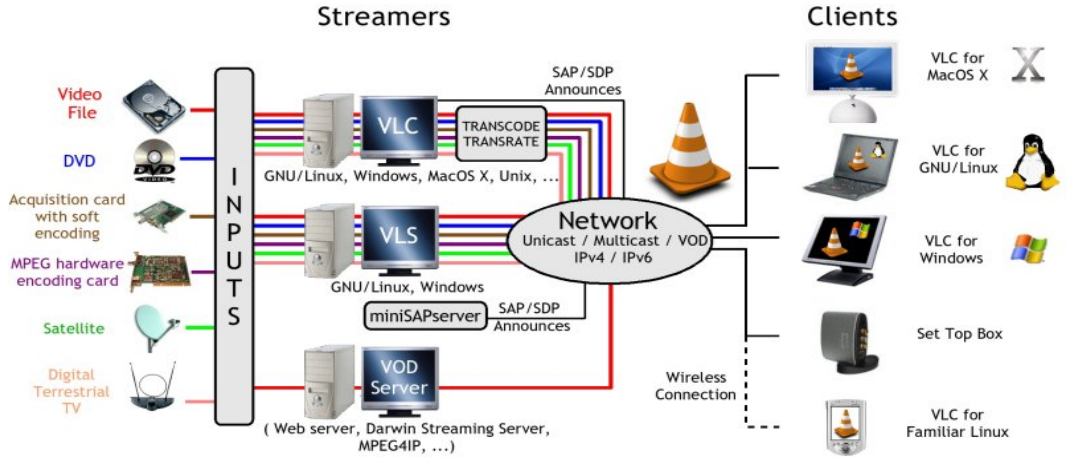 Streamers
Clients
Video
File
DVD
DVD
VIDEO
Acquisition card
with soft
encoding
MPEG hardware
encoding card
Satellite
Digital
Terrestrial
TV
INPUTS
VLC
TRANSCODE
TRANSRATE
SAP/SDP
Announces
GNU/Linux, Windows, MacOS X, Unix, ...
VLS
GNU/Linux, Windows
miniSAPserver
SAP/SDP
Announces
VOD
Server
( Web server, Darwin Streaming Server,
MPEG4IP, ...)
Network
Unicast / Multicast / VOD
IPv4 / IPv6
Wireless
Connection
VLC for
MacOS X
X
VLC for
GNU/Linux
VLC for
Windows
Set Top Box
VLC for
Familiar Linux